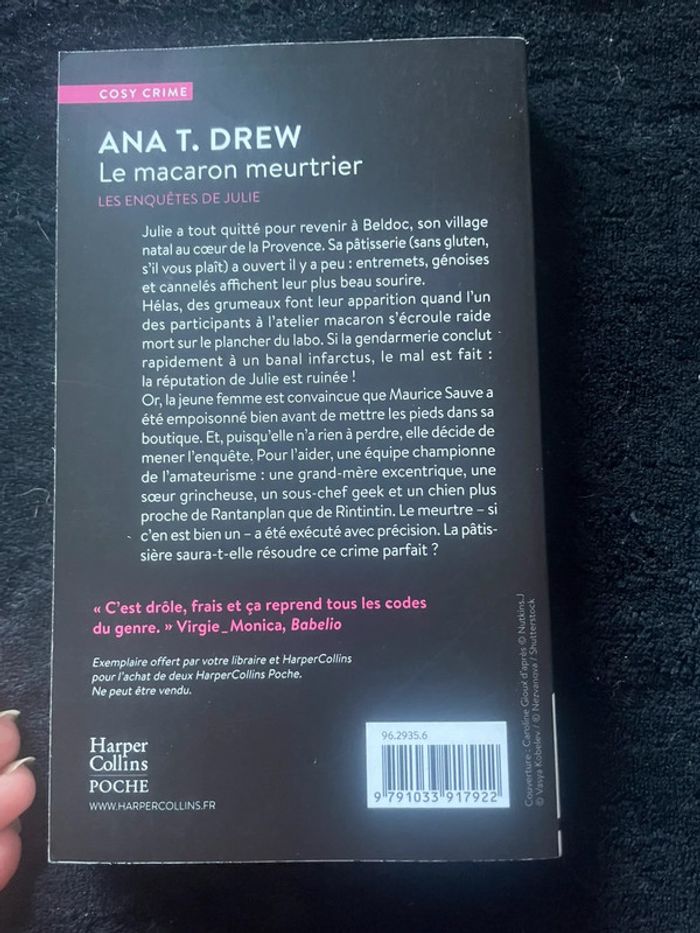 COSY CRIME
ANA T. DREW
Le macaron meurtrier
LES ENQUÊTES DE JULIE
Julie a tout quitté pour revenir à Beldoc, son village
natal au cœur de la Provence. Sa pâtisserie (sans gluten,
s'il vous plaît) a ouvert il y a peu : entremets, génoises
et cannelés affichent leur plus beau sourire.
Hélas, des grumeaux font leur apparition quand l'un
des participants à l'atelier macaron s'écroule raide
mort sur le plancher du labo. Si la gendarmerie conclut
rapidement à un banal infarctus, le mal est fait :
la réputation de Julie est ruinée !
Or, la jeune femme est convaincue que Maurice Sauve a
été empoisonné bien avant de mettre les pieds dans sa
boutique. Et, puisqu'elle n'a rien à perdre, elle décide de
mener l'enquête. Pour l'aider, une équipe championne
de l'amateurisme : une grand-mère excentrique, une
sœur grincheuse, un sous-chef geek et un chien plus
proche de Rantanplan que de Rintintin. Le meurtre – si
c'en est bien un – a été exécuté avec précision. La pâtis-
sière saura-t-elle résoudre ce crime parfait ?
« C'est drôle, frais et ça reprend tous les codes
du genre. » Virgie_Monica, Babelio
Exemplaire offert par votre libraire et HarperCollins
pour l'achat de deux HarperCollins Poche.
Ne peut être vendu.
Harper
Collins
POCHE
WWW.HARPERCOLLINS.FR
96.2935.6
9 791033 917922
Couverture : Caroline Gioux d'après © Nutkins.J
© Vasya Kobelev / © Nezvanova / Shutterstock